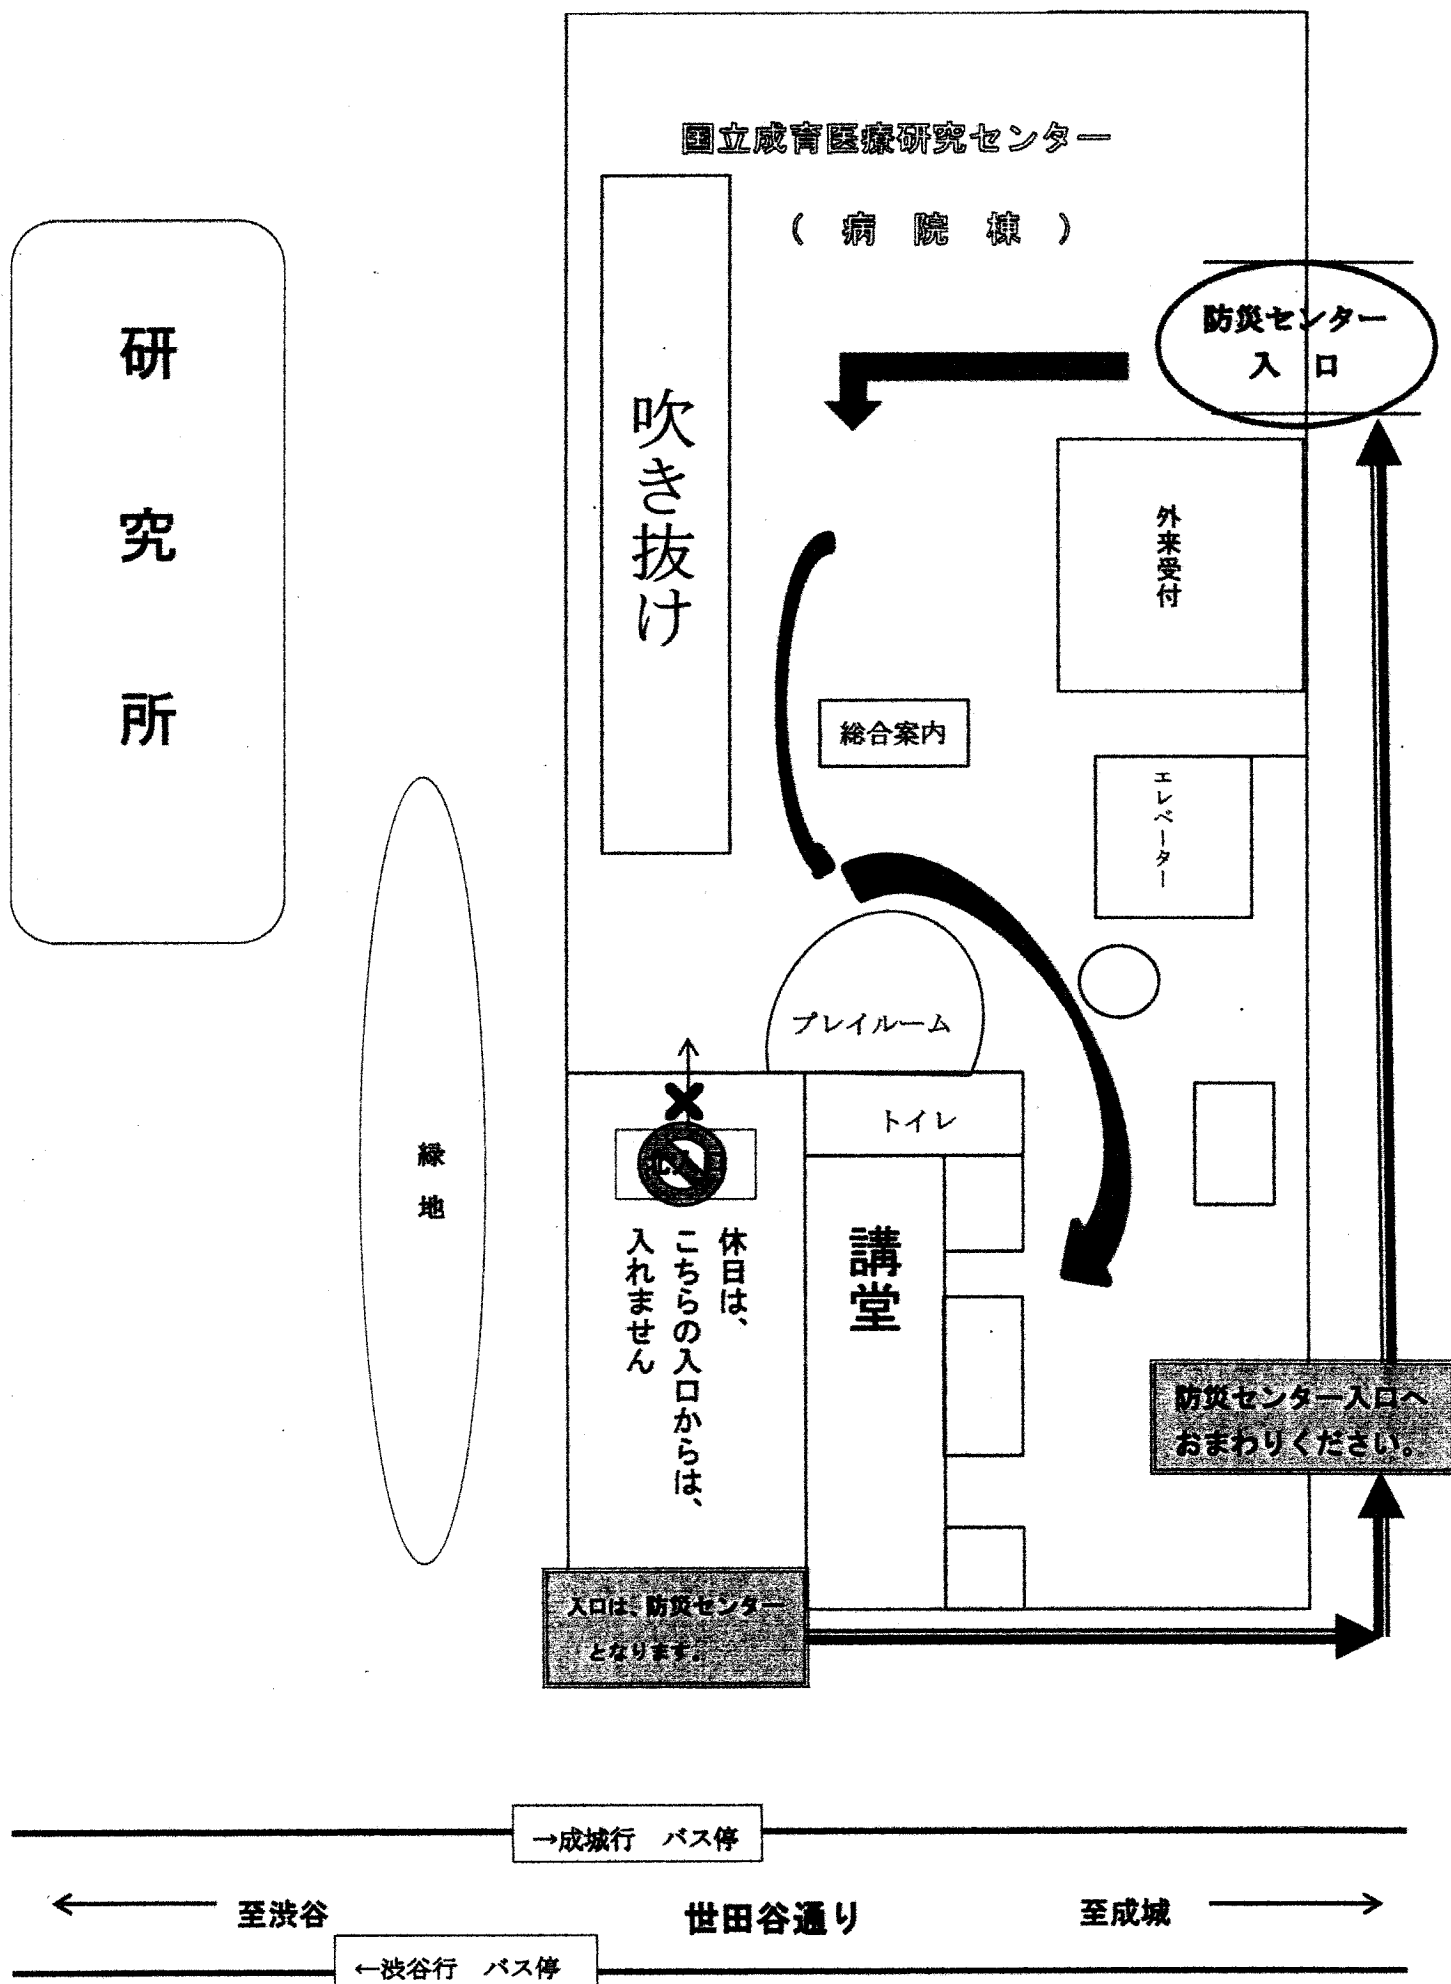 国立成育医療研究センター
（ 病 院 棟 ）
研究所
吹き抜け
防災センター
入 口
外来受付
総合案内
エレベーター
プレイルーム
トイレ
緑地
休日は、
こちらの入口からは、
入れません
講堂
防災センター入口へ
おまわりください。
入口は、防災センター
となります。
→成城行 バス停
至渋谷
世田谷通り
至成城
←渋谷行 バス停